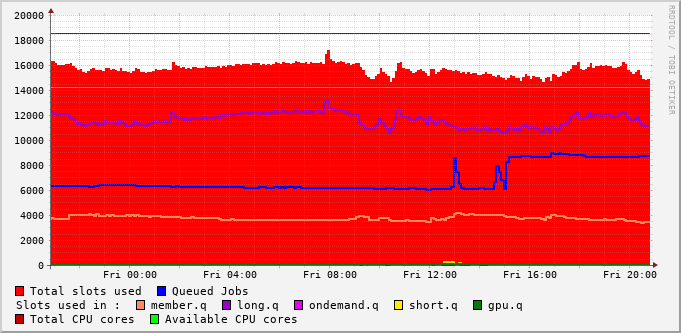 20000
18000
16000
14000
12000
10000
8000
6000
4000
2000
0
Fri 00:00 Fri 04:00 Fri 08:00 Fri 12:00 Fri 16:00 Fri 20:00
Total slots used Queued Jobs
Slots used in : member.q long.q ondemand.q short.q gpu.q
Total CPU cores Available CPU cores
RRDTOOL / TOBI OETIKER